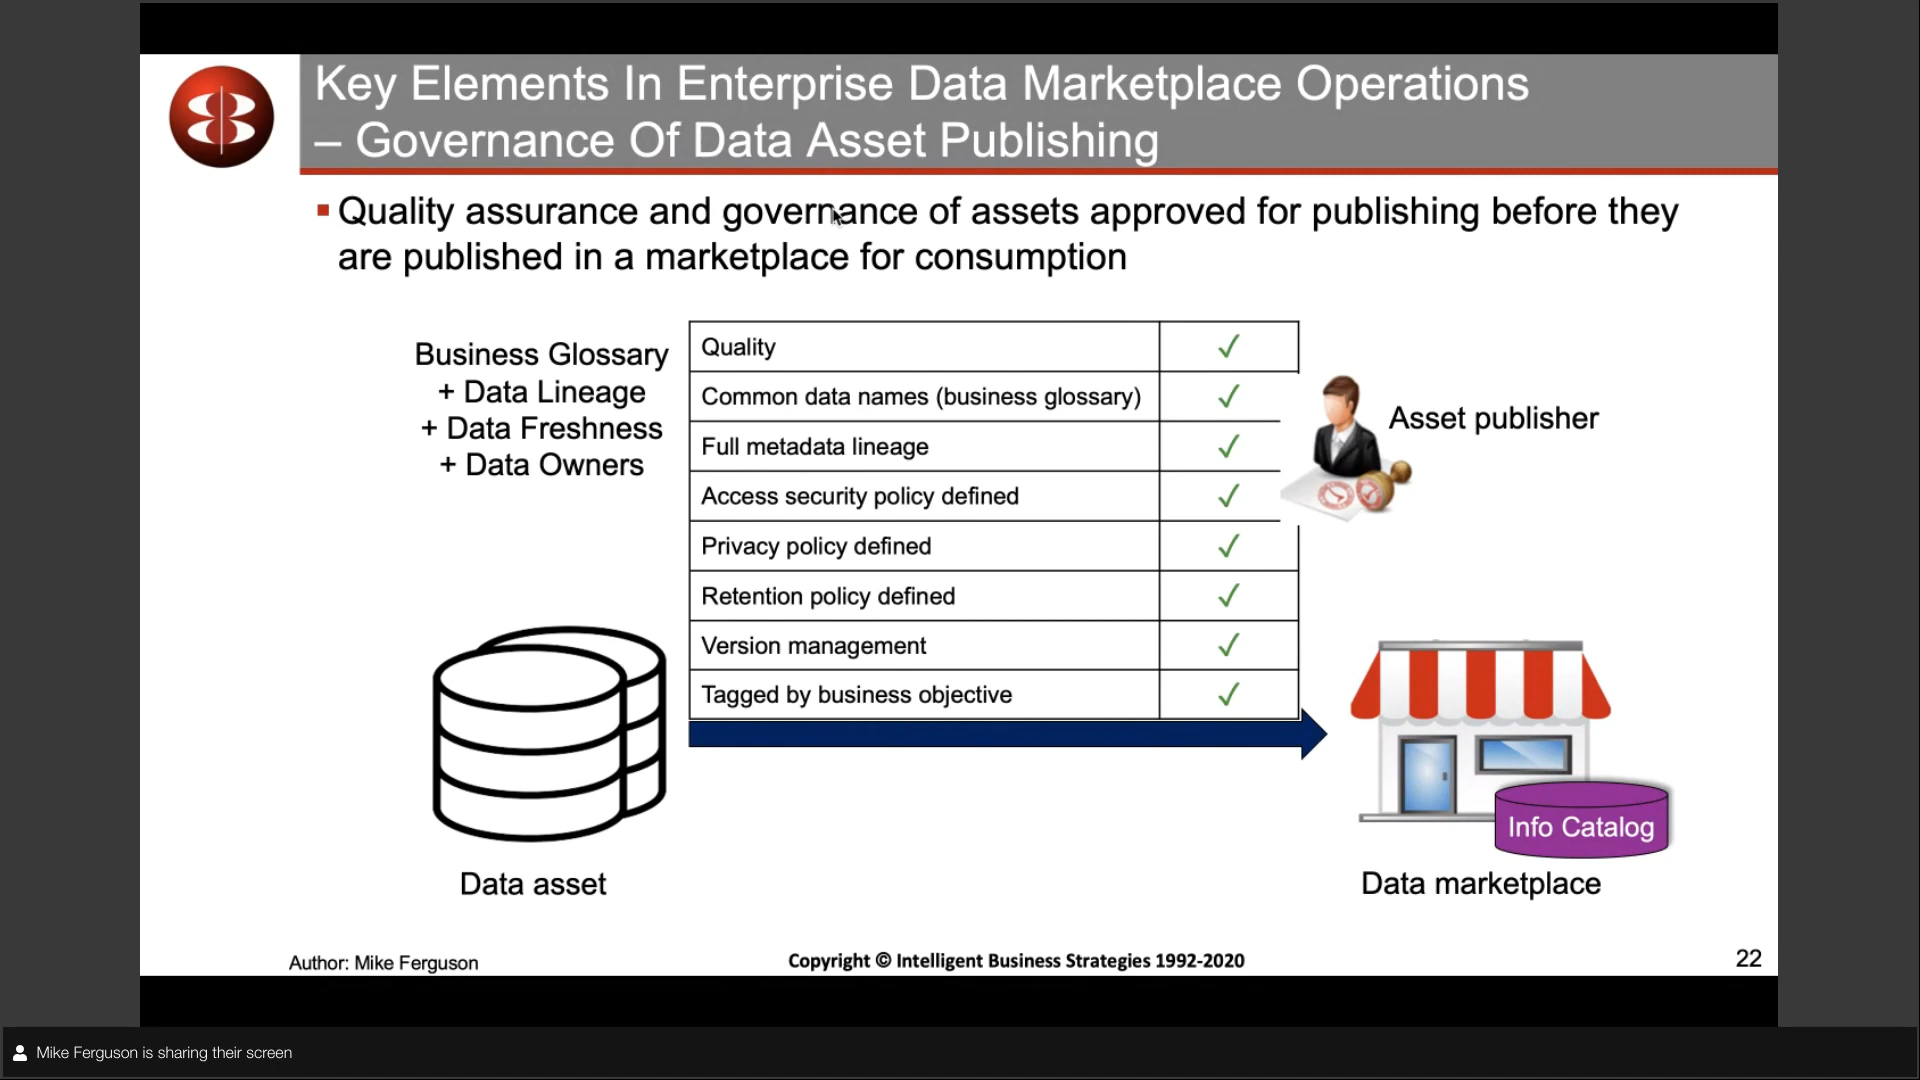 Key Elements In Enterprise Data Marketplace Operations
– Governance Of Data Asset Publishing
Quality assurance and governance of assets approved for publishing before they
are published in a marketplace for consumption
Business Glossary
+ Data Lineage
+ Data Freshness
+ Data Owners
Quality ✓
Common data names (business glossary) ✓
Full metadata lineage ✓
Access security policy defined ✓
Privacy policy defined ✓
Retention policy defined ✓
Version management ✓
Tagged by business objective ✓
Asset publisher
Info Catalog
Data asset
Data marketplace
Author: Mike Ferguson
Copyright © Intelligent Business Strategies 1992-2020
22
Mike Ferguson is sharing their screen